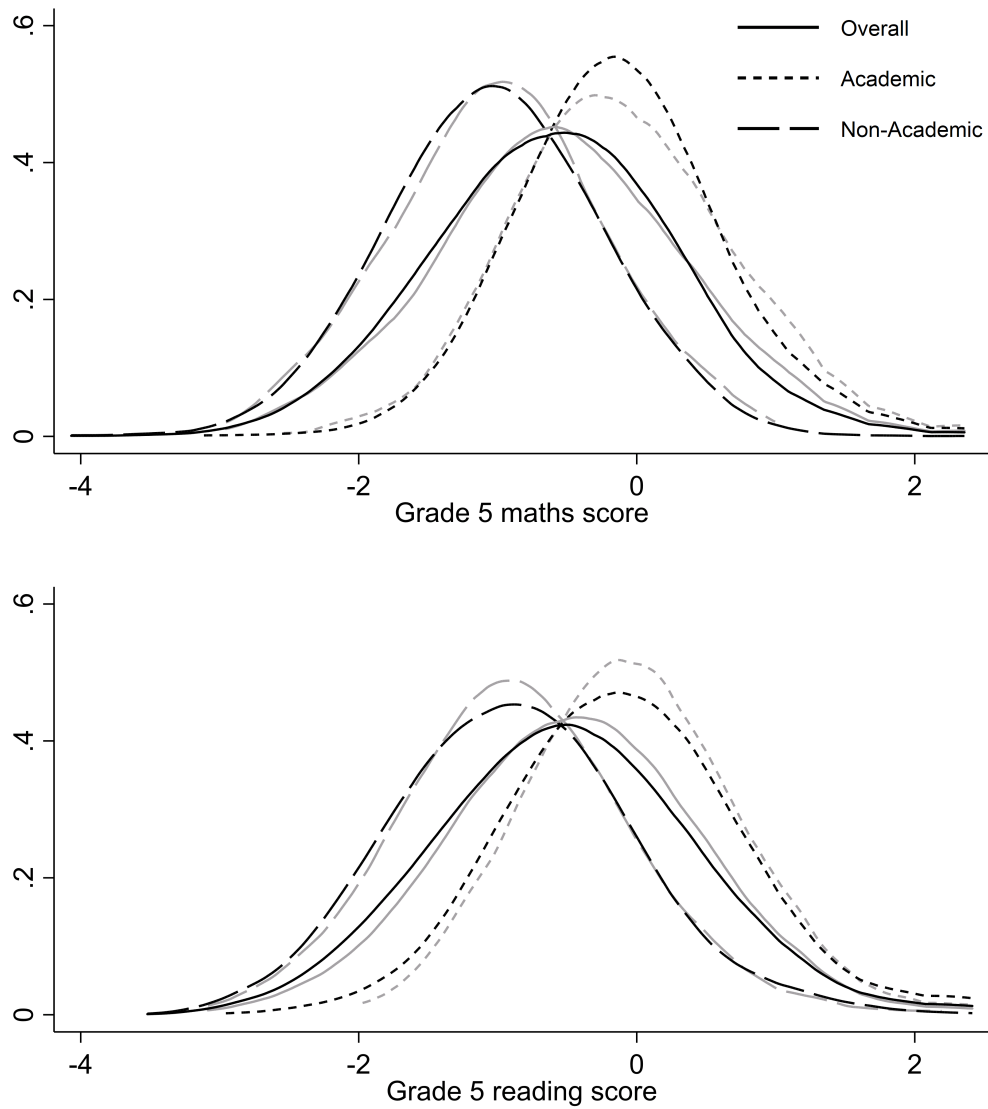 .6
.4
.2
0
Overall
Academic
Non-Academic
-4 -2 0 2
Grade 5 maths score
.6
.4
.2
0
-4 -2 0 2
Grade 5 reading score